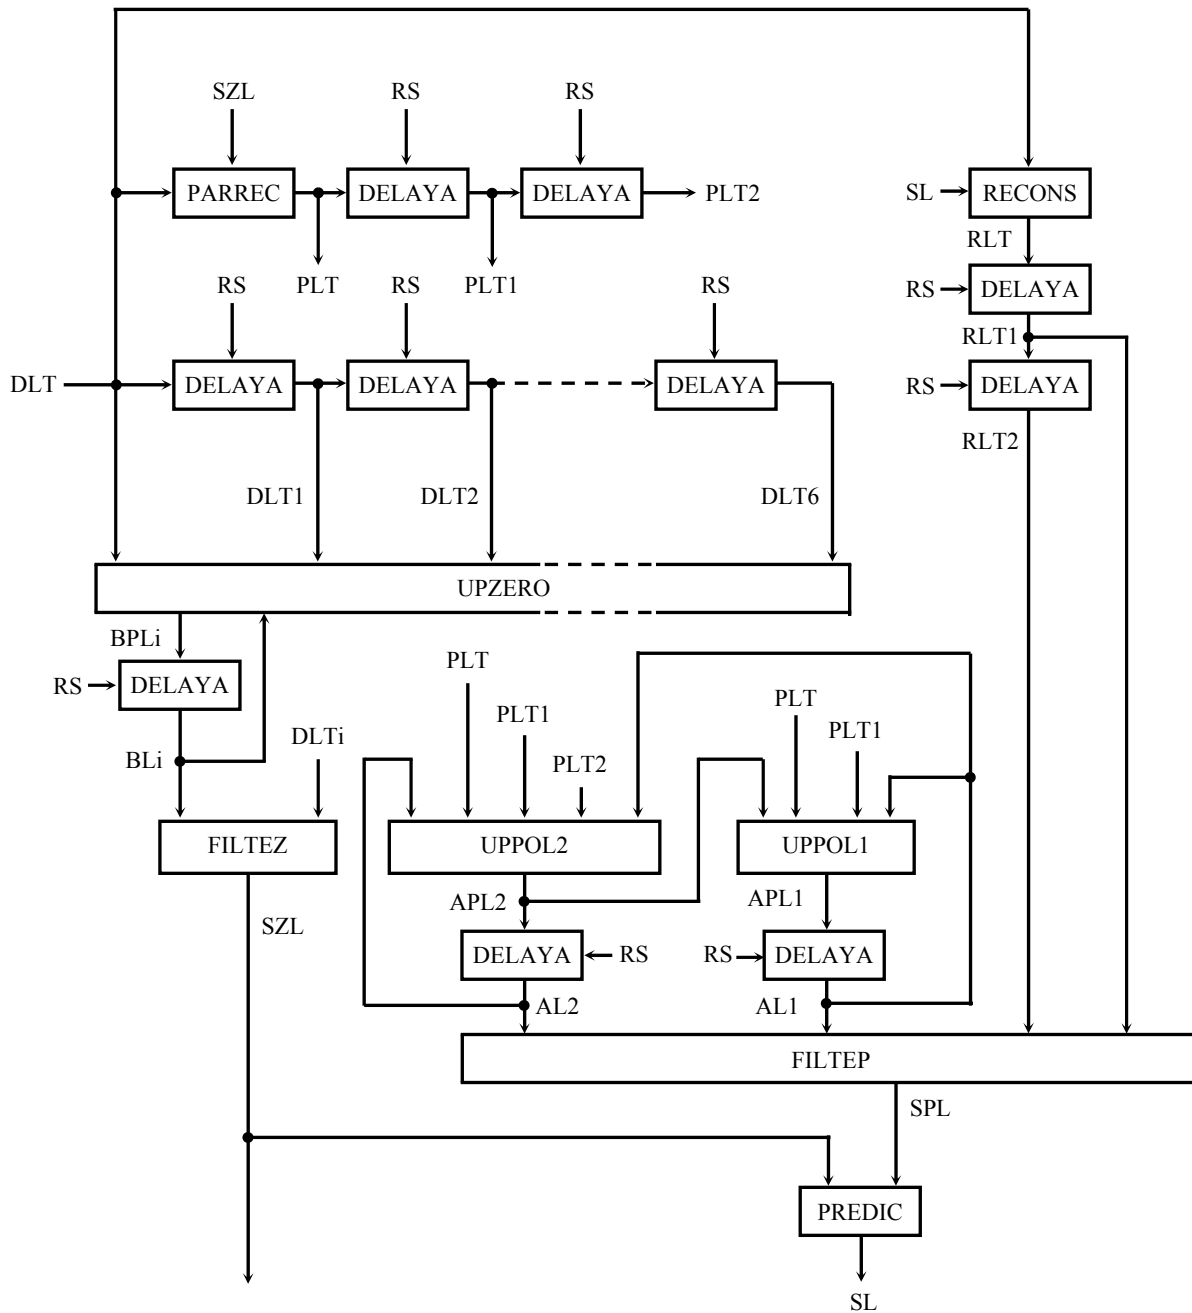 SZL RS RS
PARREC DELAYA DELAYA PLT2 SL RECONS
RLT
RS PLT RS PLT1 RS RS DELAYA
RLT1
DLT DELAYA DELAYA DELAYA RS DELAYA
RLT2
DLT1 DLT2 DLT6
UPZERO
BPLi
PLT
RS DELAYA PLT
PLT1 PLT1
BLi DLTi
PLT2
FILTEZ UPPOL2 UPPOL1
APL2 APL1
SZL
DELAYA RS RS DELAYA
AL2 AL1
FILTEP
SPL
PREDIC
SL